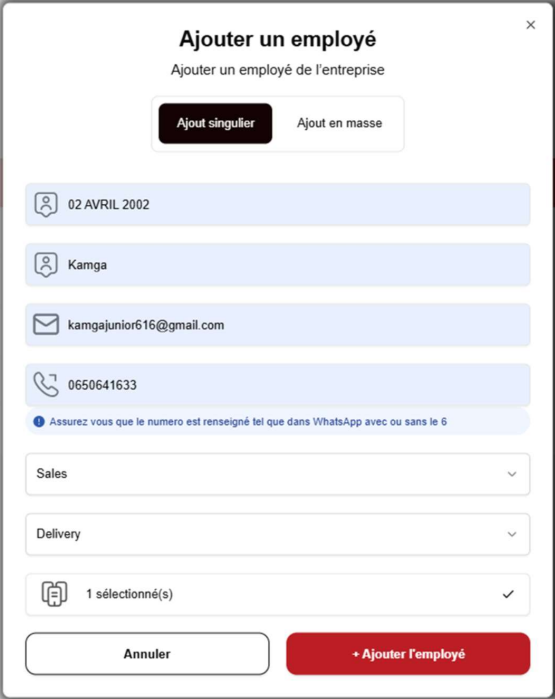 Ajouter un employé
Ajouter un employé de l’entreprise
Ajout singulier
Ajout en masse
02 AVRIL 2002
Kamga
kamgajunior616@gmail.com
0650641633
Assurez vous que le numero est renseigné tel que dans WhatsApp avec ou sans le 6
Sales
Delivery
1 sélectionné(s)
Annuler
+ Ajouter l'employé